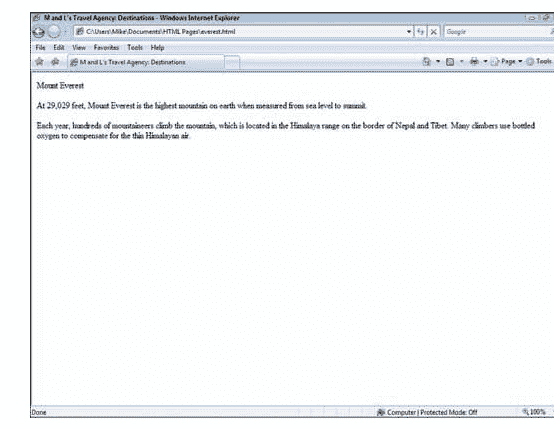 M and L's Travel Agency: Destinations - Windows Internet Explorer
C:\Users\Mike\Documents\HTML Pages\everest.html Google
File Edit View Favorites Tools Help
M and L's Travel Agency: Destinations Page Tools
Mount Everest
At 29,029 feet, Mount Everest is the highest mountain on earth when measured from sea level to summit.
Each year, hundreds of mountaineers climb the mountain, which is located in the Himalaya range on the border of Nepal and Tibet. Many climbers use bottled
oxygen to compensate for the thin Himalayan air.
Done Computer | Protected Mode: Off 100%